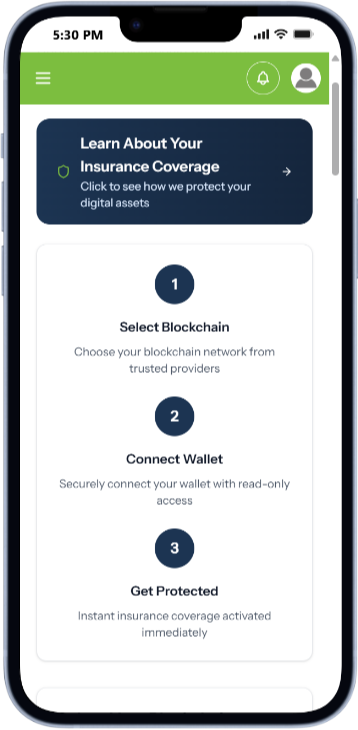 5:30 PM
Learn About Your
Insurance Coverage
Click to see how we protect your
digital assets
1
Select Blockchain
Choose your blockchain network from
trusted providers
2
Connect Wallet
Securely connect your wallet with read-only
access
3
Get Protected
Instant insurance coverage activated
immediately